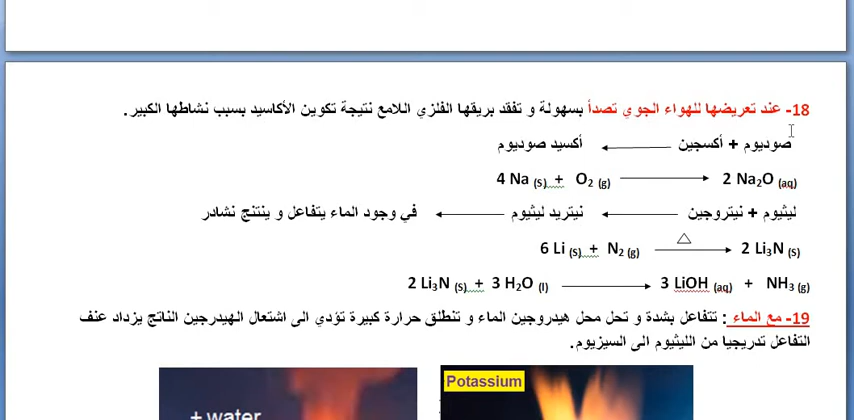 18- عند تعريضها للهواء الجوي تصدأ بسهولة و تفقد بريقها الفلزي اللامع نتيجة تكوين الأكاسيد بسبب نشاطها الكبير.
صوديوم + أكسجين ← أكسيد صوديوم
4 Na (S) + O₂ (g) → 2 Na₂O (aq)
ليثيوم + نيتروجين ← نيتريد ليثيوم ← في وجود الماء يتفاعل و ينتنج نشادر
6 Li (S) + N₂ (g) →△ 2 Li₃N (S)
2 Li₃N (S) + 3 H₂O (l) → 3 LiOH (aq) + NH₃ (g)
19- مع الماء : تتفاعل بشدة و تحل محل هيدروجين الماء و تنطلق حرارة كبيرة تؤدي الى اشتعال الهيدرجين الناتج يزداد عنف
التفاعل تدريجيا من الليثيوم الى السيزيوم.
+ water
Potassium